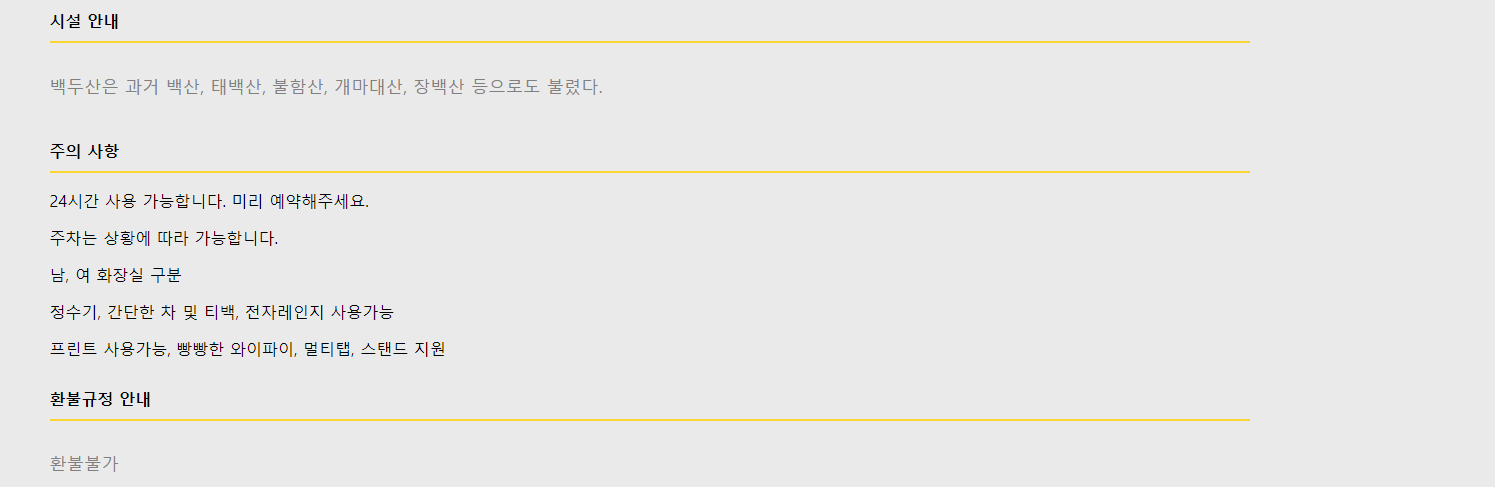 시설 안내
백두산은 과거 백산, 태백산, 불함산, 개마대산, 장백산 등으로도 불렸다.
주의 사항
24시간 사용 가능합니다. 미리 예약해주세요.
주차는 상황에 따라 가능합니다.
남, 여 화장실 구분
정수기, 간단한 차 및 티백, 전자레인지 사용가능
프린트 사용가능, 빵빵한 와이파이, 멀티탭, 스탠드 지원
환불규정 안내
환불불가